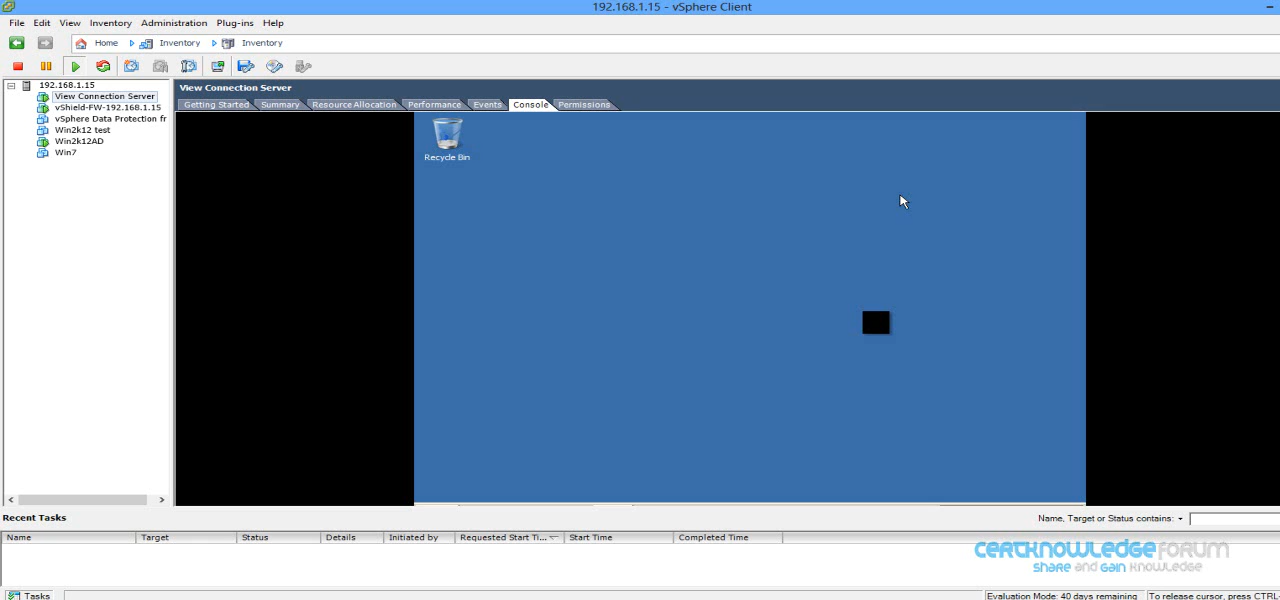 192.168.1.15 - vSphere Client
File Edit View Inventory Administration Plug-ins Help
Home Inventory Inventory
192.168.1.15
View Connection Server
vShield-FW-192.168.1.15
vSphere Data Protection fr
Win2k12 test
Win2k12AD
Win7
View Connection Server
Getting Started Summary Resource Allocation Performance Events Console Permissions
Recycle Bin
Recent Tasks
Name, Target or Status contains:
Name Target Status Details Initiated by Requested Start Ti... Start Time Completed Time
CERTKNOWLEDGEFORUM
SHARE AND GAIN KNOWLEDGE
Tasks
Evaluation Mode: 40 days remaining
To release cursor, press CTRL